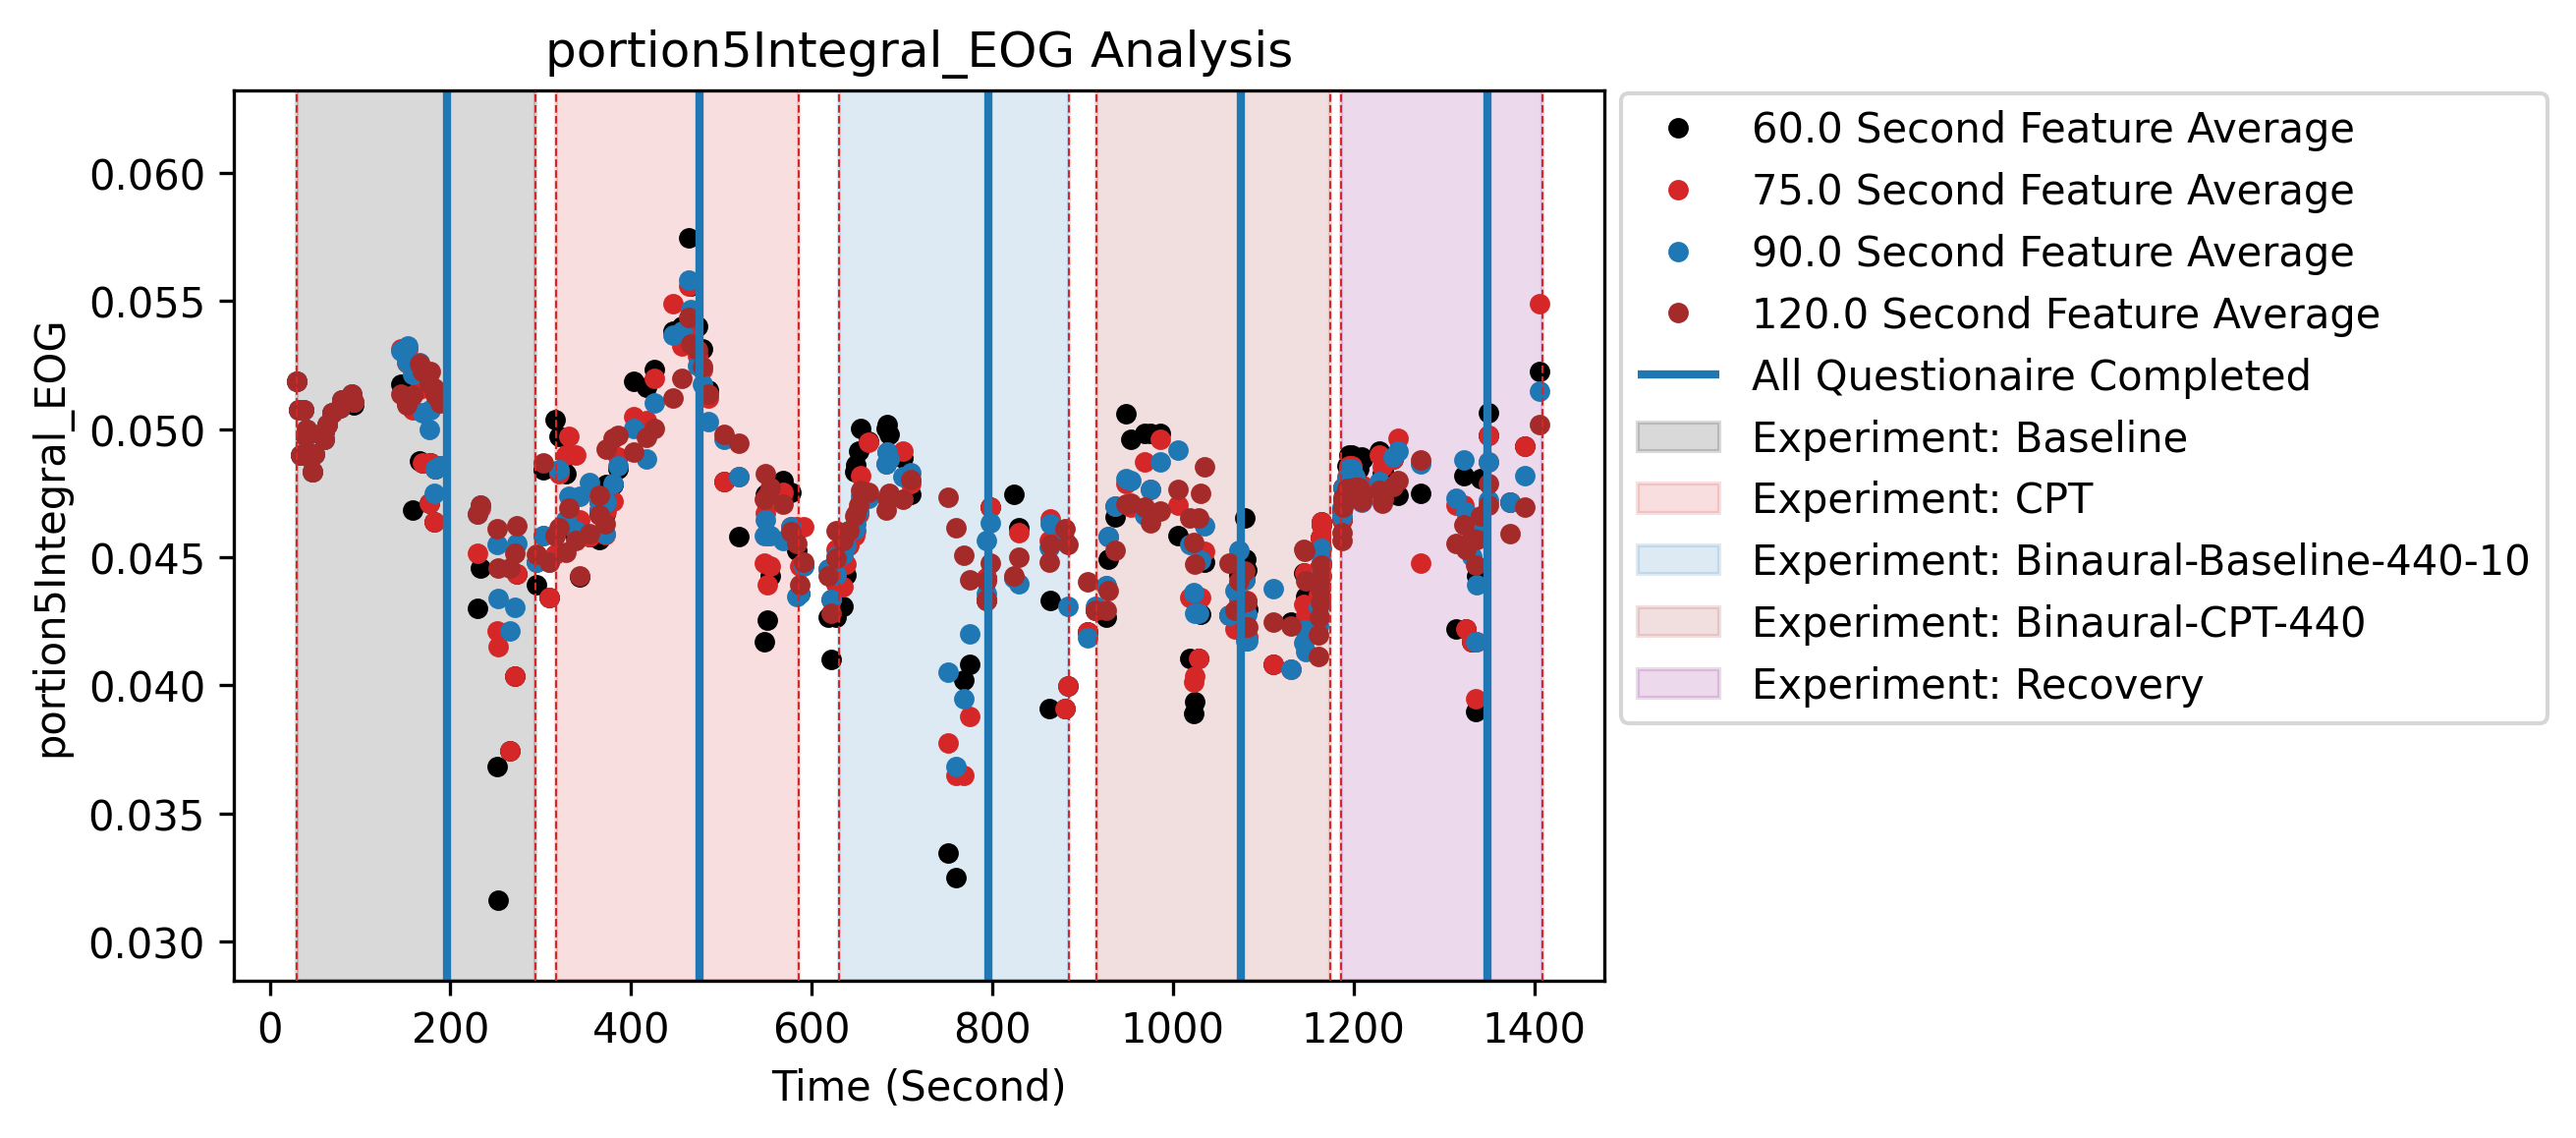 portion5Integral_EOG Analysis
portion5Integral_EOG
0.060
0.055
0.050
0.045
0.040
0.035
0.030
0
200
400
600
800
1000
1200
1400
Time (Second)
60.0 Second Feature Average
75.0 Second Feature Average
90.0 Second Feature Average
120.0 Second Feature Average
All Questionaire Completed
Experiment: Baseline
Experiment: CPT
Experiment: Binaural-Baseline-440-10
Experiment: Binaural-CPT-440
Experiment: Recovery